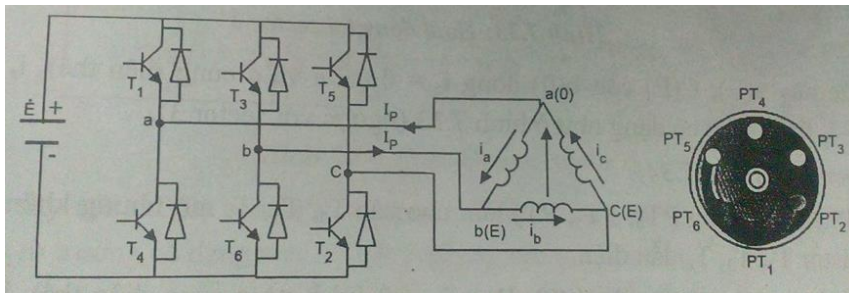 Ė
+
-
T1
T3
T5
a
b
C
T4
T6
T2
IP
IP
a(0)
ia
ic
b(E)
ib
C(E)
PT4
PT5
PT3
PT6
PT2
PT1